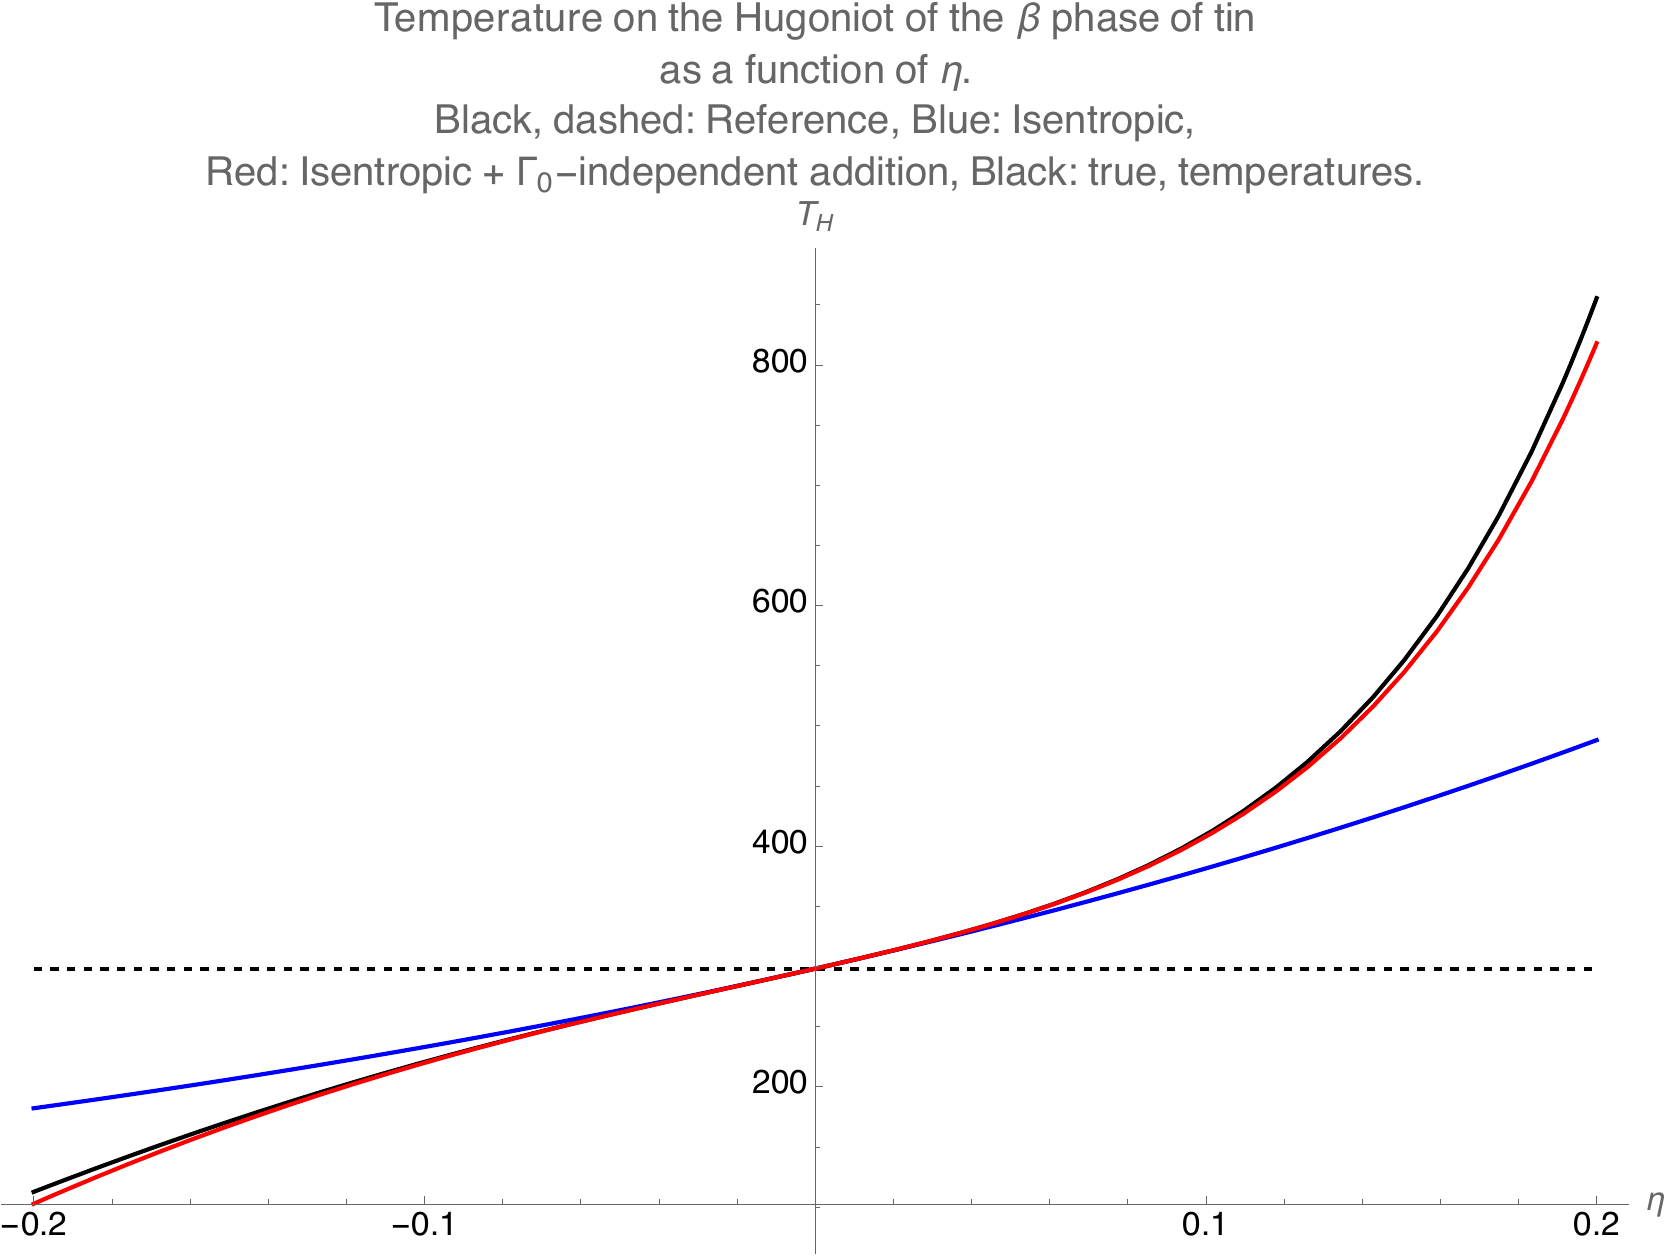 Temperature on the Hugoniot of the β phase of tin
as a function of η.
Black, dashed: Reference, Blue: Isentropic,
Red: Isentropic + Γ₀−independent addition, Black: true, temperatures.
T_H
800
600
400
200
−0.2
−0.1
0.1
0.2
η